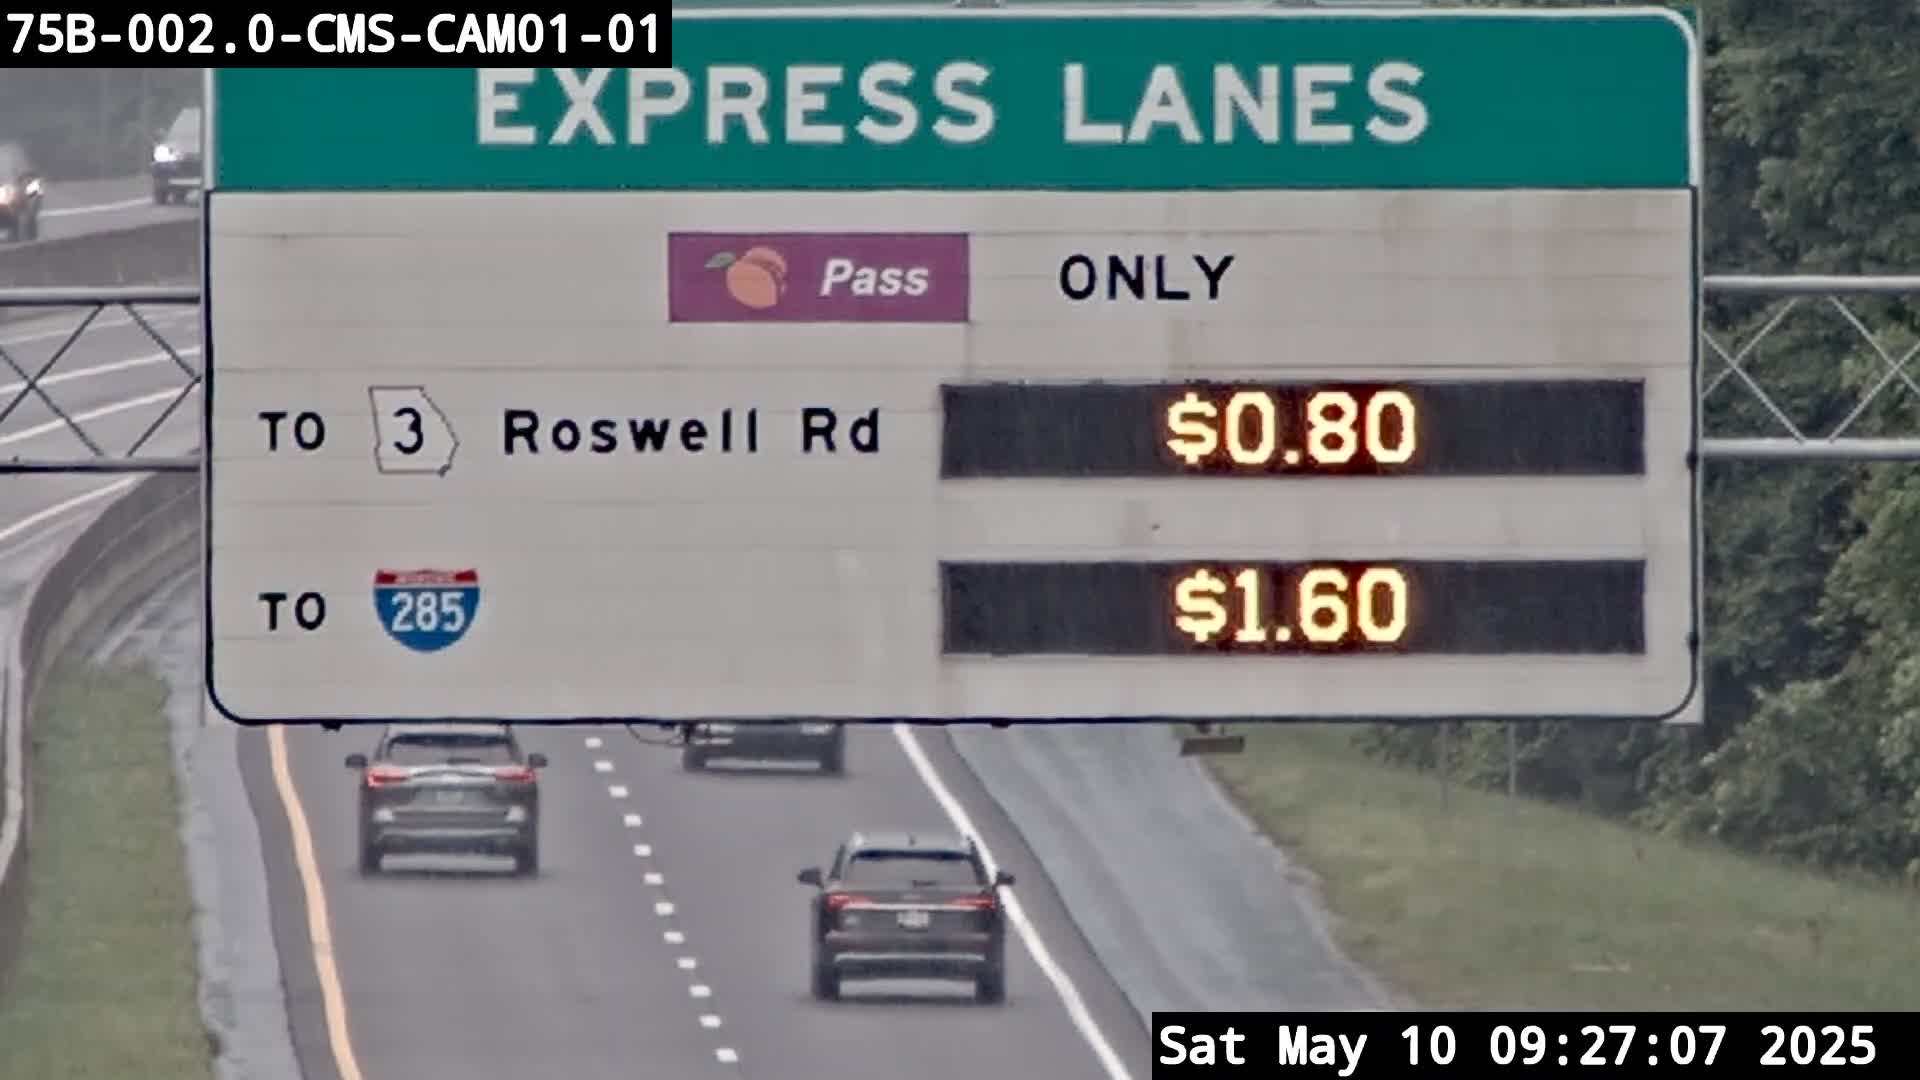 75B-002.0-CMS-CAM01-01
EXPRESS LANES
Pass ONLY
TO 3 Roswell Rd $0.80
TO 285 $1.60
Sat May 10 09:27:07 2025